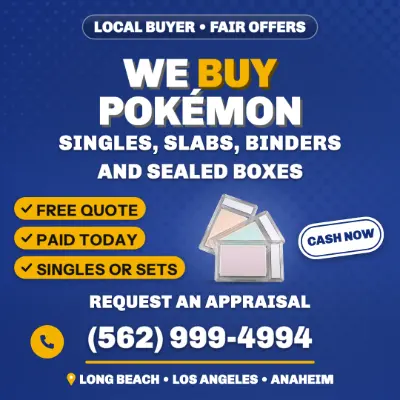 LOCAL BUYER • FAIR OFFERS
WE BUY
POKÉMON
SINGLES, SLABS, BINDERS
AND SEALED BOXES
FREE QUOTE
PAID TODAY
SINGLES OR SETS
CASH NOW
REQUEST AN APPRAISAL
(562) 999-4994
LONG BEACH • LOS ANGELES • ANAHEIM